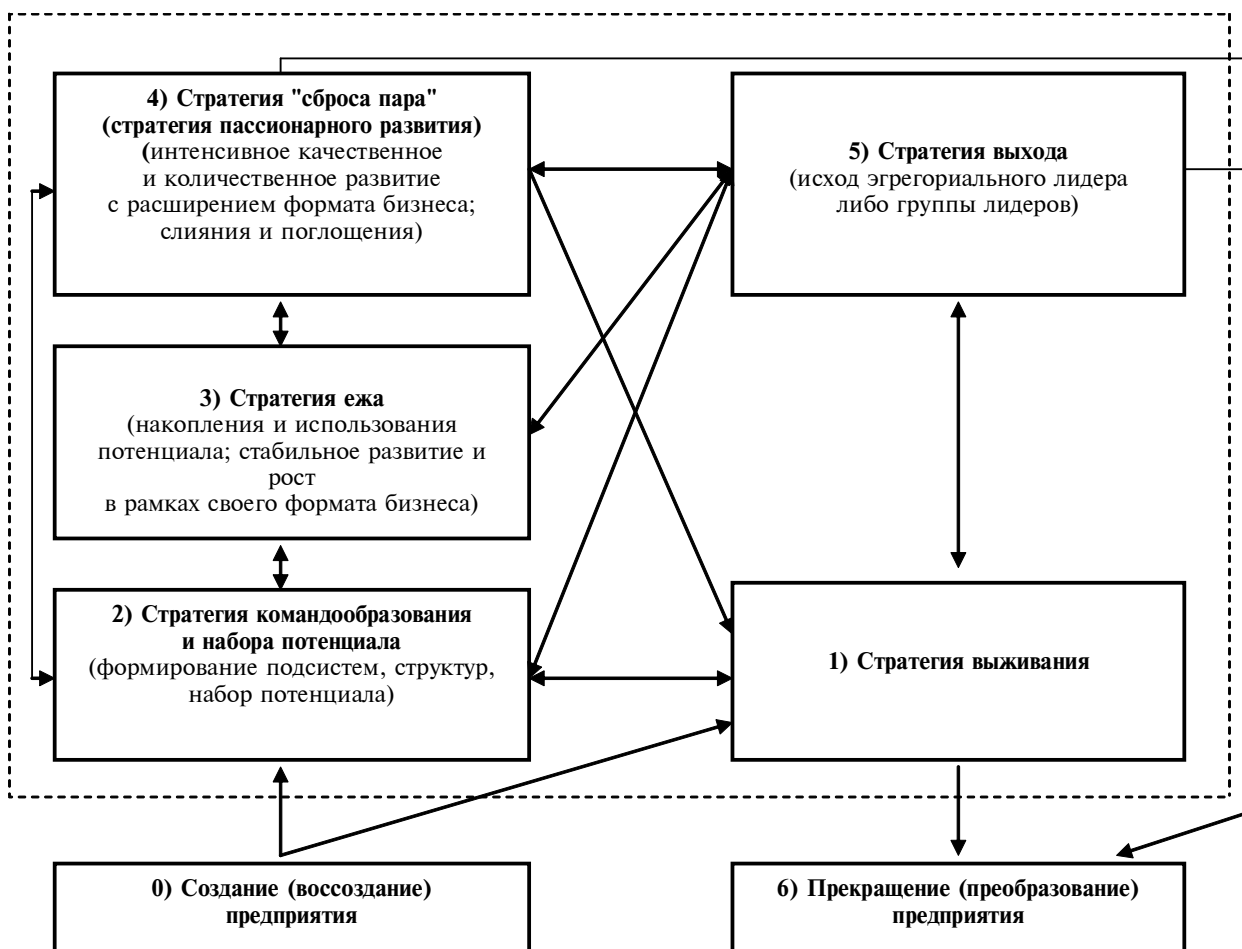 4) Стратегия "сброса пара"
(стратегия пассионарного развития)
(интенсивное качественное
и количественное развитие
с расширением формата бизнеса;
слияния и поглощения)
5) Стратегия выхода
(исход эгрегориального лидера
либо группы лидеров)
3) Стратегия ежа
(накопления и использования
потенциала; стабильное развитие и
рост
в рамках своего формата бизнеса)
2) Стратегия командообразования
и набора потенциала
(формирование подсистем, структур,
набор потенциала)
1) Стратегия выживания
0) Создание (воссоздание)
предприятия
6) Прекращение (преобразование)
предприятия